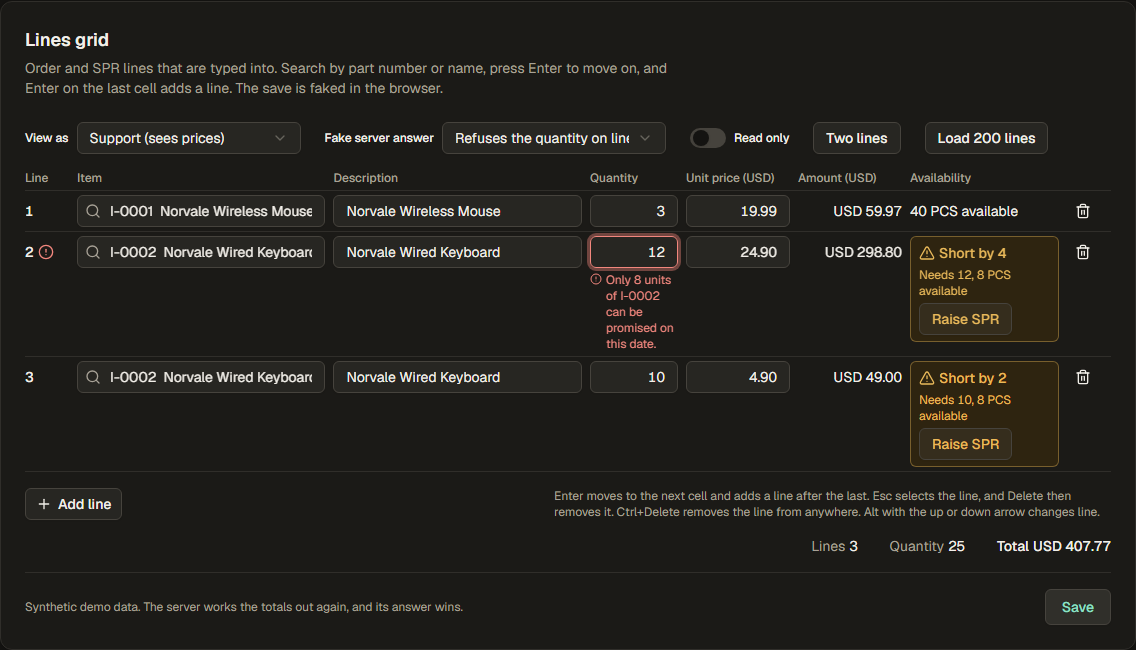 Lines grid
Order and SPR lines that are typed into. Search by part number or name, press Enter to move on, and
Enter on the last cell adds a line. The save is faked in the browser.
View as
Support (sees prices)
Fake server answer
Refuses the quantity on line
Read only
Two lines
Load 200 lines
Line Item Description Quantity Unit price (USD) Amount (USD) Availability
1 I-0001 Norvale Wireless Mouse Norvale Wireless Mouse 3 19.99 USD 59.97 40 PCS available
2 I-0002 Norvale Wired Keyboard Norvale Wired Keyboard 12 24.90 USD 298.80 Short by 4
Needs 12, 8 PCS
available
Raise SPR
Only 8 units
of I-0002
can be
promised on
this date.
3 I-0002 Norvale Wired Keyboard Norvale Wired Keyboard 10 4.90 USD 49.00 Short by 2
Needs 10, 8 PCS
available
Raise SPR
+ Add line
Enter moves to the next cell and adds a line after the last. Esc selects the line, and Delete then
removes it. Ctrl+Delete removes the line from anywhere. Alt with the up or down arrow changes line.
Lines 3 Quantity 25 Total USD 407.77
Synthetic demo data. The server works the totals out again, and its answer wins.
Save